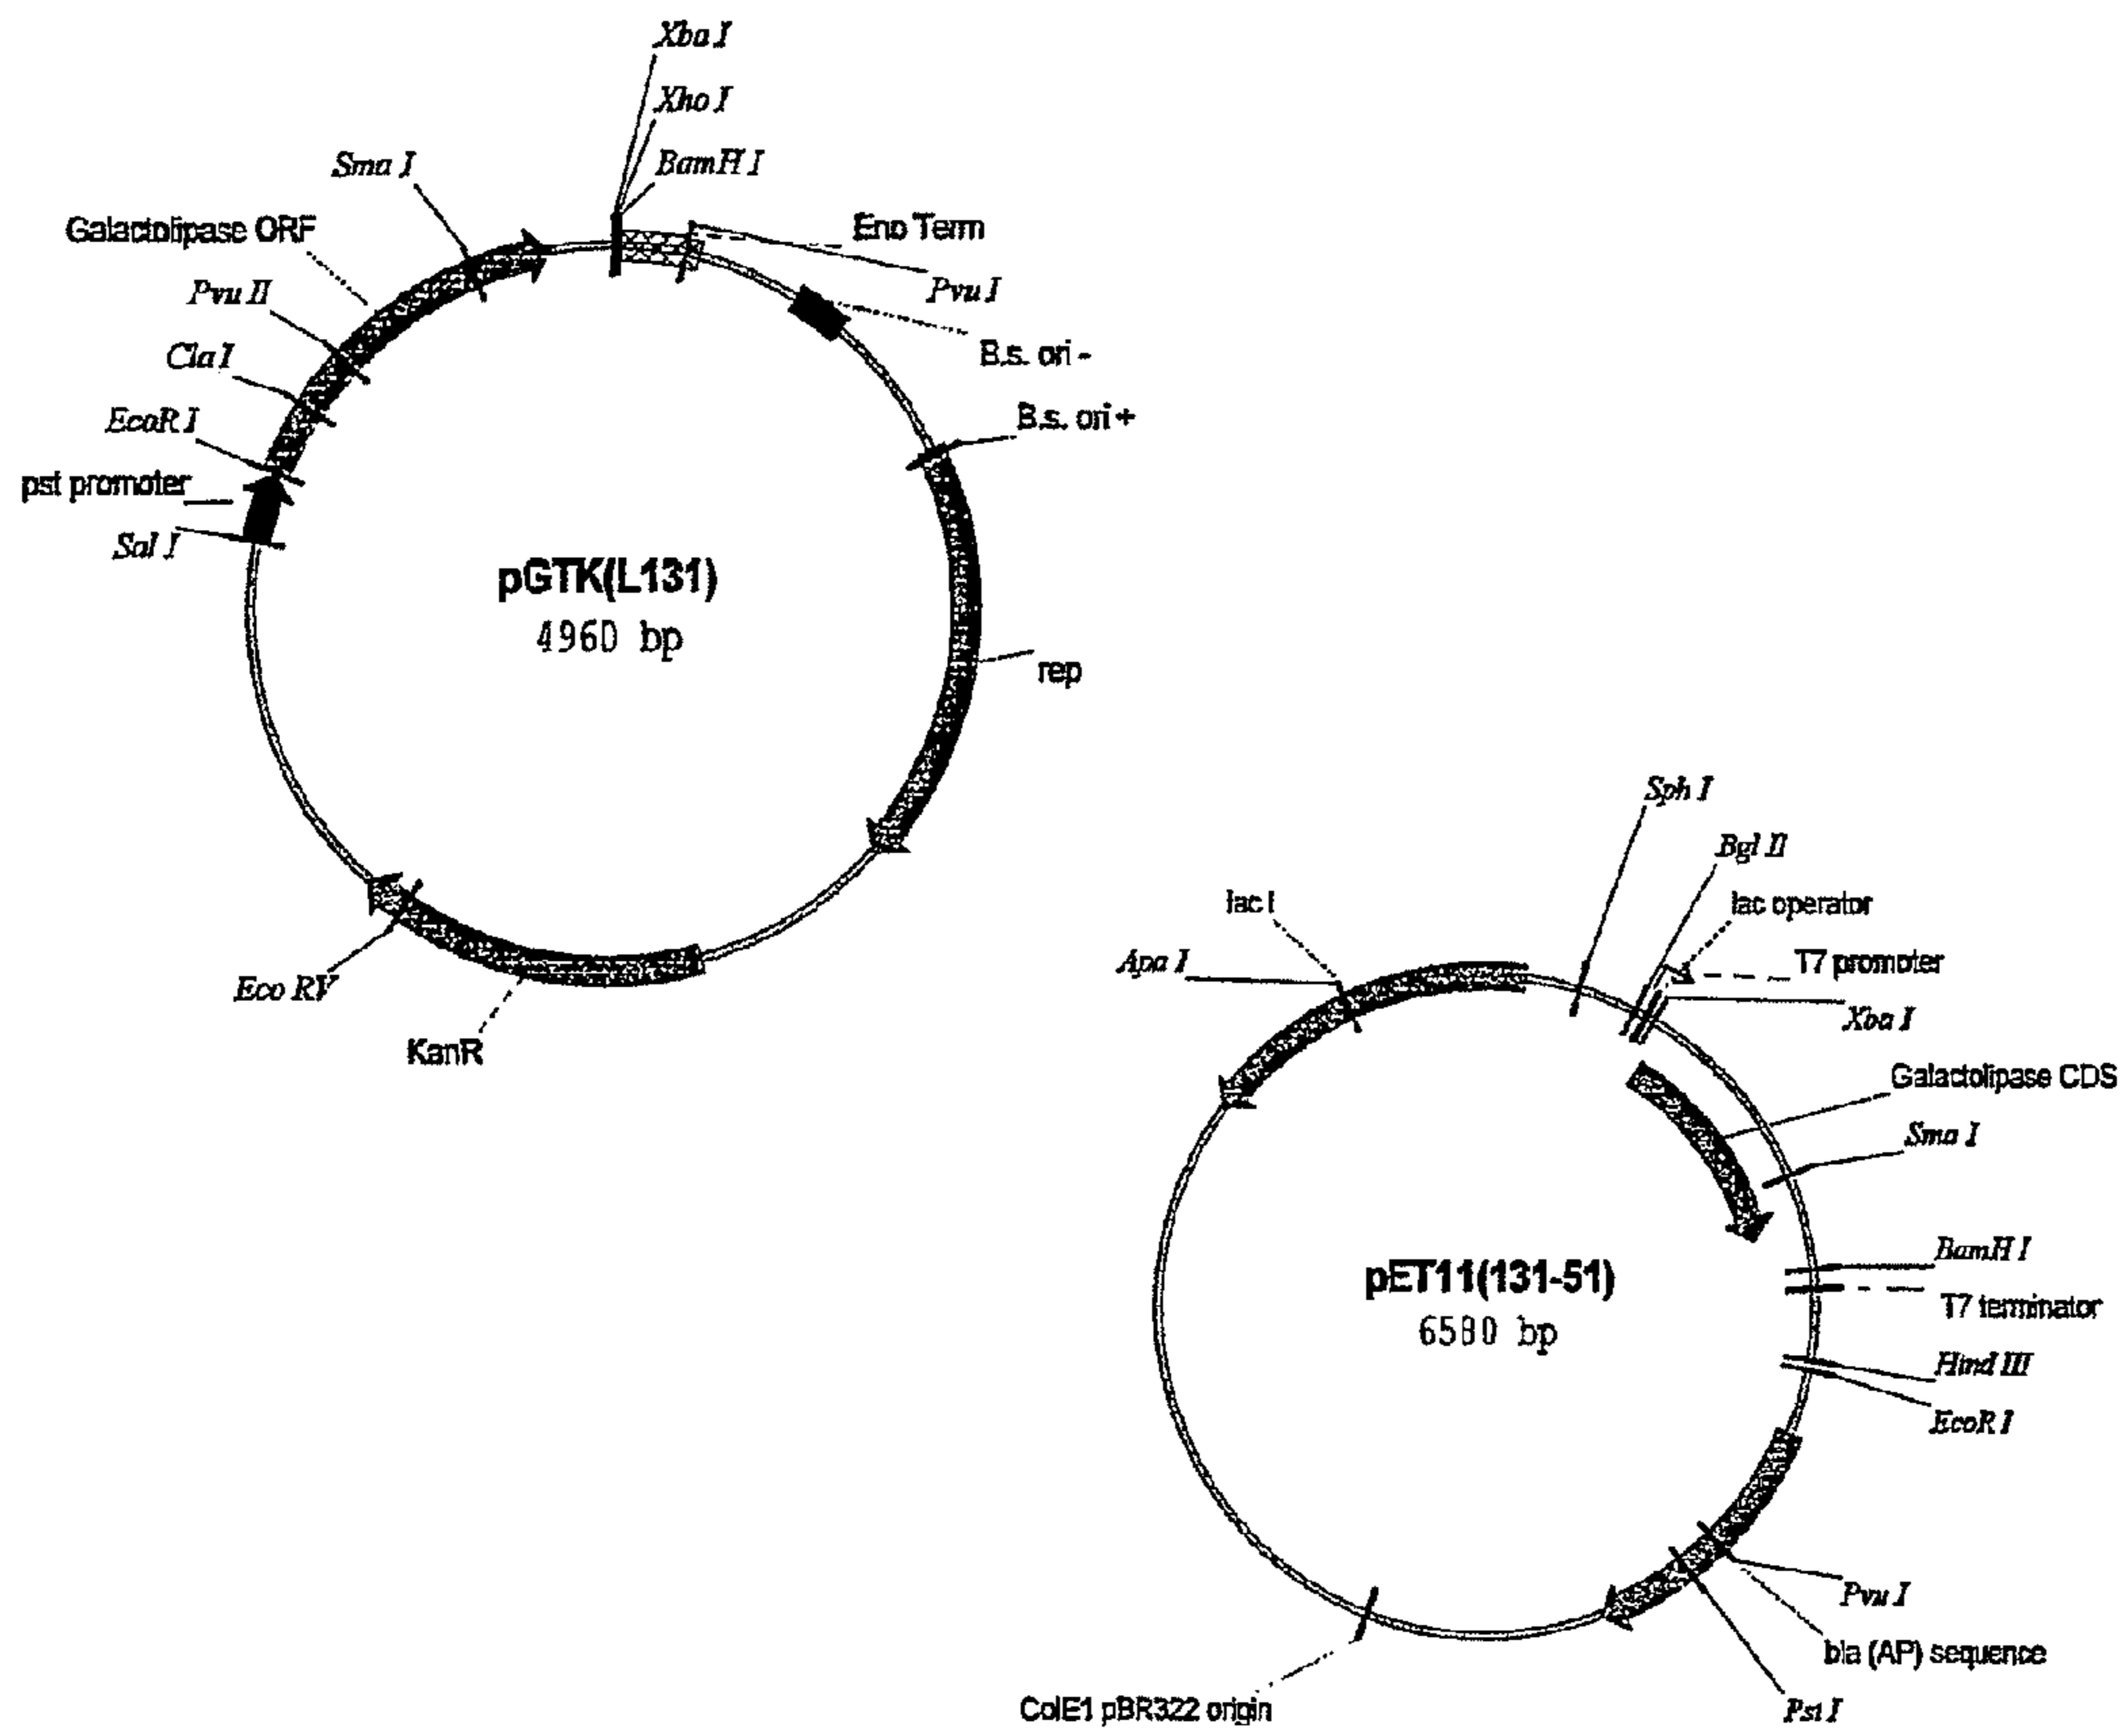 Xba I
Xho I
BamH I
Sma I
Galactolipase ORF
Eno Term
Pvu II
Pvu I
Cla I
B.s. ori -
EcoR I
B.s. ori +
pst promoter
Sal I
pGTK(L131)
4960 bp
rep
Eco RV
KanR
Sph I
Bgl II
lac I
lac operator
Apa I
T7 promoter
Xba I
Galactolipase CDS
Sma I
BamH I
pET11(131-51)
T7 terminator
6580 bp
Hind III
EcoR I
Pvu I
bla (AP) sequence
ColE1 pBR322 origin
Pst I